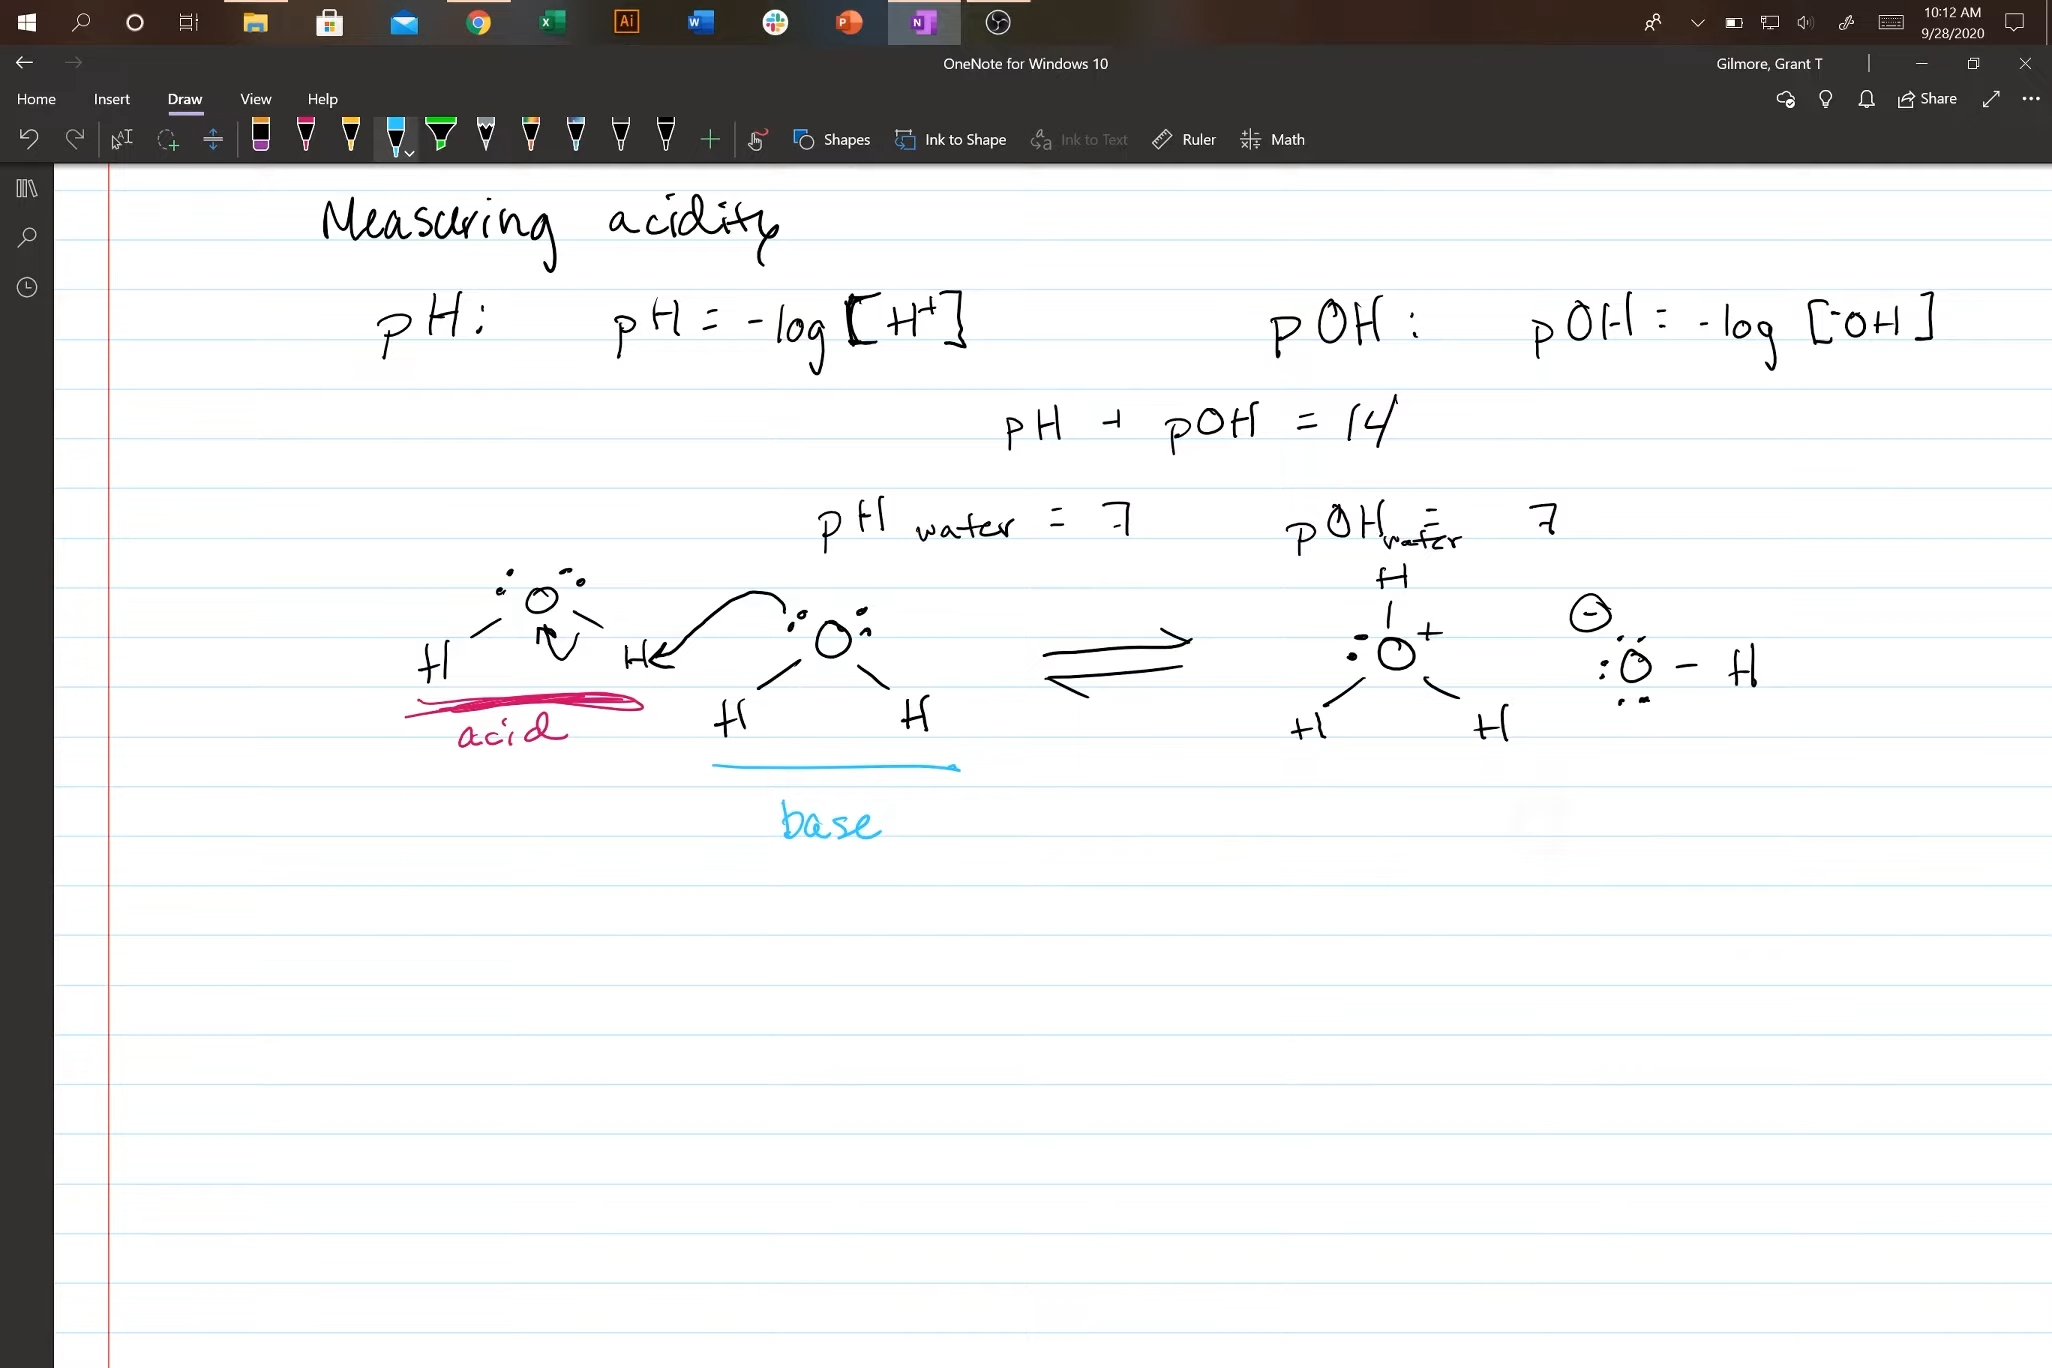 10:12 AM
9/28/2020
OneNote for Windows 10
Gilmore, Grant T
Home Insert Draw View Help
Share
Shapes Ink to Shape Ink to Text Ruler Math
Measuring acidity
pH: pH = -log [H+] pOH: pOH = -log [-OH]
pH + pOH = 14
pH water = 7 pOH water = 7
H
O O O + -
H H O - H
H H H H
acid
base